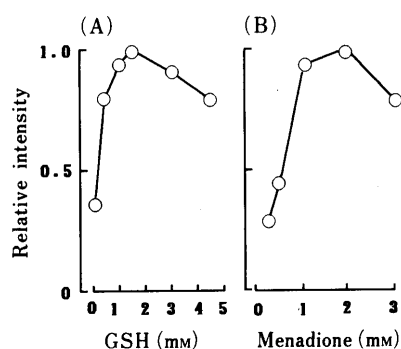 (A)
(B)
Relative intensity
1.0
0.5
0
0 1 2 3 4 5
GSH (mM)
0 1 2 3
Menadione (mM)